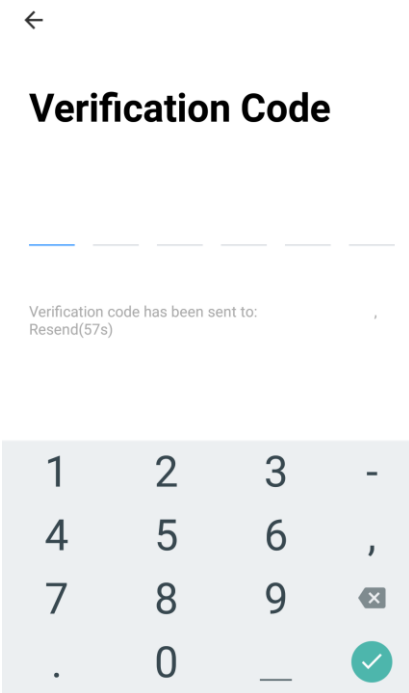 Verification Code
Verification code has been sent to: ,
Resend(57s)
1 2 3 -
4 5 6 ,
7 8 9
. 0 _